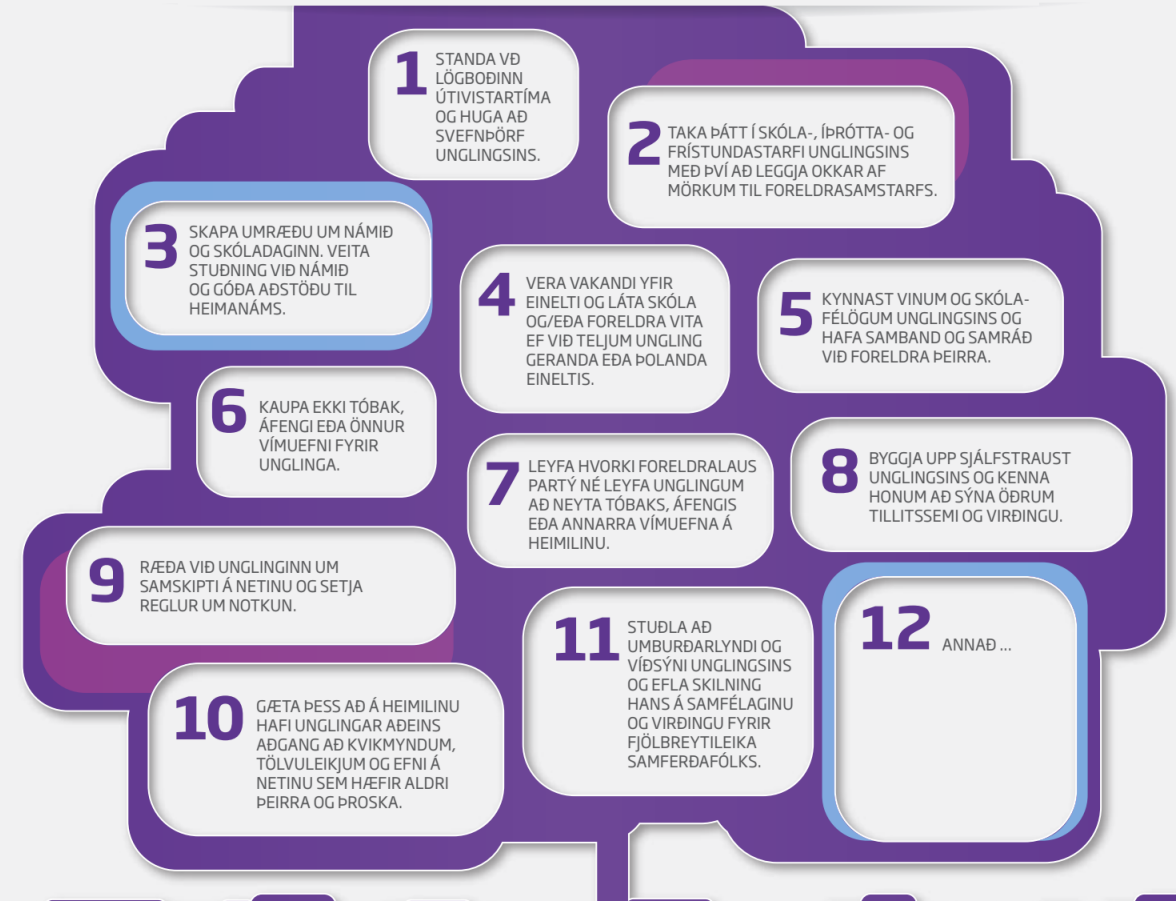 1
STANDA VÐ
LÖGBOÐINN
ÚTIVISTARTÍMA
OG HUGA AÐ
SVEFNÞÖRF
UNGLINGSINS.
2
TAKA ÞÁTT Í SKÓLA-, ÍÞRÓTTA- OG
FRÍSTUNDASTARFI UNGLINGSINS
MEÐ ÞVÍ AÐ LEGGJA OKKAR AF
MÖRKUM TIL FORELDRASAMSTARFS.
3
SKAPA UMRÆÐU UM NÁMIÐ
OG SKÓLADAGINN. VEITA
STUÐNING VIÐ NÁMIÐ
OG GÓÐA AÐSTÖÐU TIL
HEIMANÁMS.
4
VERA VAKANDI YFIR
EINELTI OG LÁTA SKÓLA
OG/EÐA FORELDRA VITA
EF VIÐ TELJUM UNGLING
GERANDA EÐA ÞOLANDA
EINELTIS.
5
KYNNAST VINUM OG SKÓLA-
FÉLÖGUM UNGLINGSINS OG
HAFA SAMBAND OG SAMRÁÐ
VIÐ FORELDRA ÞEIRRA.
6
KAUPA EKKI TÓBAK,
ÁFENGI EÐA ÖNNUR
VÍMUEFNI FYRIR
UNGLINGA.
7
LEYFA HVORKI FORELDRALAUS
PARTÝ NÉ LEYFA UNGLINGUM
AÐ NEYTA TÓBAKS, ÁFENGIS
EÐA ANNARRA VÍMUEFNA Á
HEIMILINU.
8
BYGGJA UPP SJÁLFSTRAUST
UNGLINGSINS OG KENNA
HONUM AÐ SÝNA ÖÐRUM
TILLITSSEMI OG VIRÐINGU.
9
RÆÐA VIÐ UNGLINGINN UM
SAMSKIPTI Á NETINU OG SETJA
REGLUR UM NOTKUN.
10
GÆTA ÞESS AÐ Á HEIMILINU
HAFI UNGLINGAR AÐEINS
AÐGANG AÐ KVIKMYNDUM,
TÖLVULEIKJUM OG EFNI Á
NETINU SEM HÆFIR ALDRI
ÞEIRRA OG ÞROSKA.
11
STUÐLA AÐ
UMBURÐARLYNDI OG
VÍÐSÝNI UNGLINGSINS
OG EFLA SKILNING
HANS Á SAMFÉLAGINU
OG VIRÐINGU FYRIR
FJÖLBREYTILEIKA
SAMFERÐAFÓLKS.
12
ANNAÐ ...